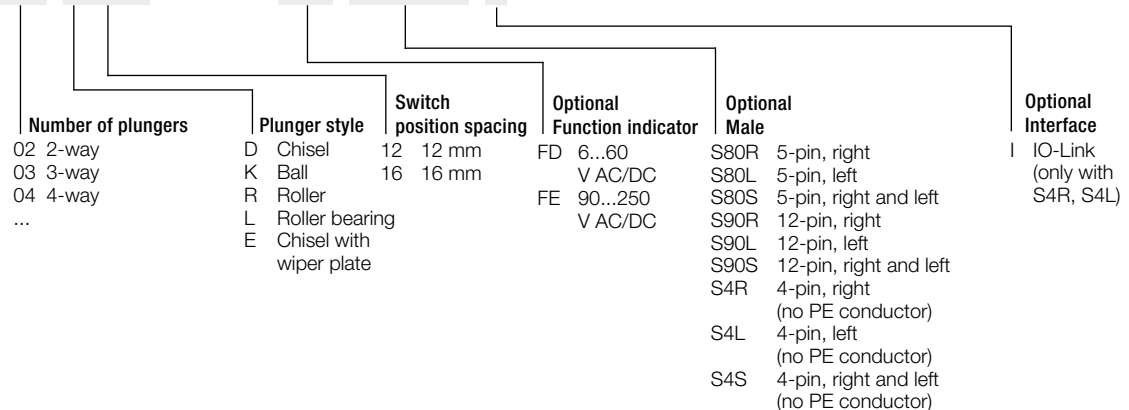 Number of plungers
02 2-way
03 3-way
04 4-way
...
Plunger style
D Chisel
K Ball
R Roller
L Roller bearing
E Chisel with
wiper plate
Switch
position spacing
12 12 mm
16 16 mm
Optional
Function indicator
FD 6...60
V AC/DC
FE 90...250
V AC/DC
Optional
Male
S80R 5-pin, right
S80L 5-pin, left
S80S 5-pin, right and left
S90R 12-pin, right
S90L 12-pin, left
S90S 12-pin, right and left
S4R 4-pin, right
(no PE conductor)
S4L 4-pin, left
(no PE conductor)
S4S 4-pin, right and left
(no PE conductor)
Optional
Interface
I IO-Link
(only with
S4R, S4L)